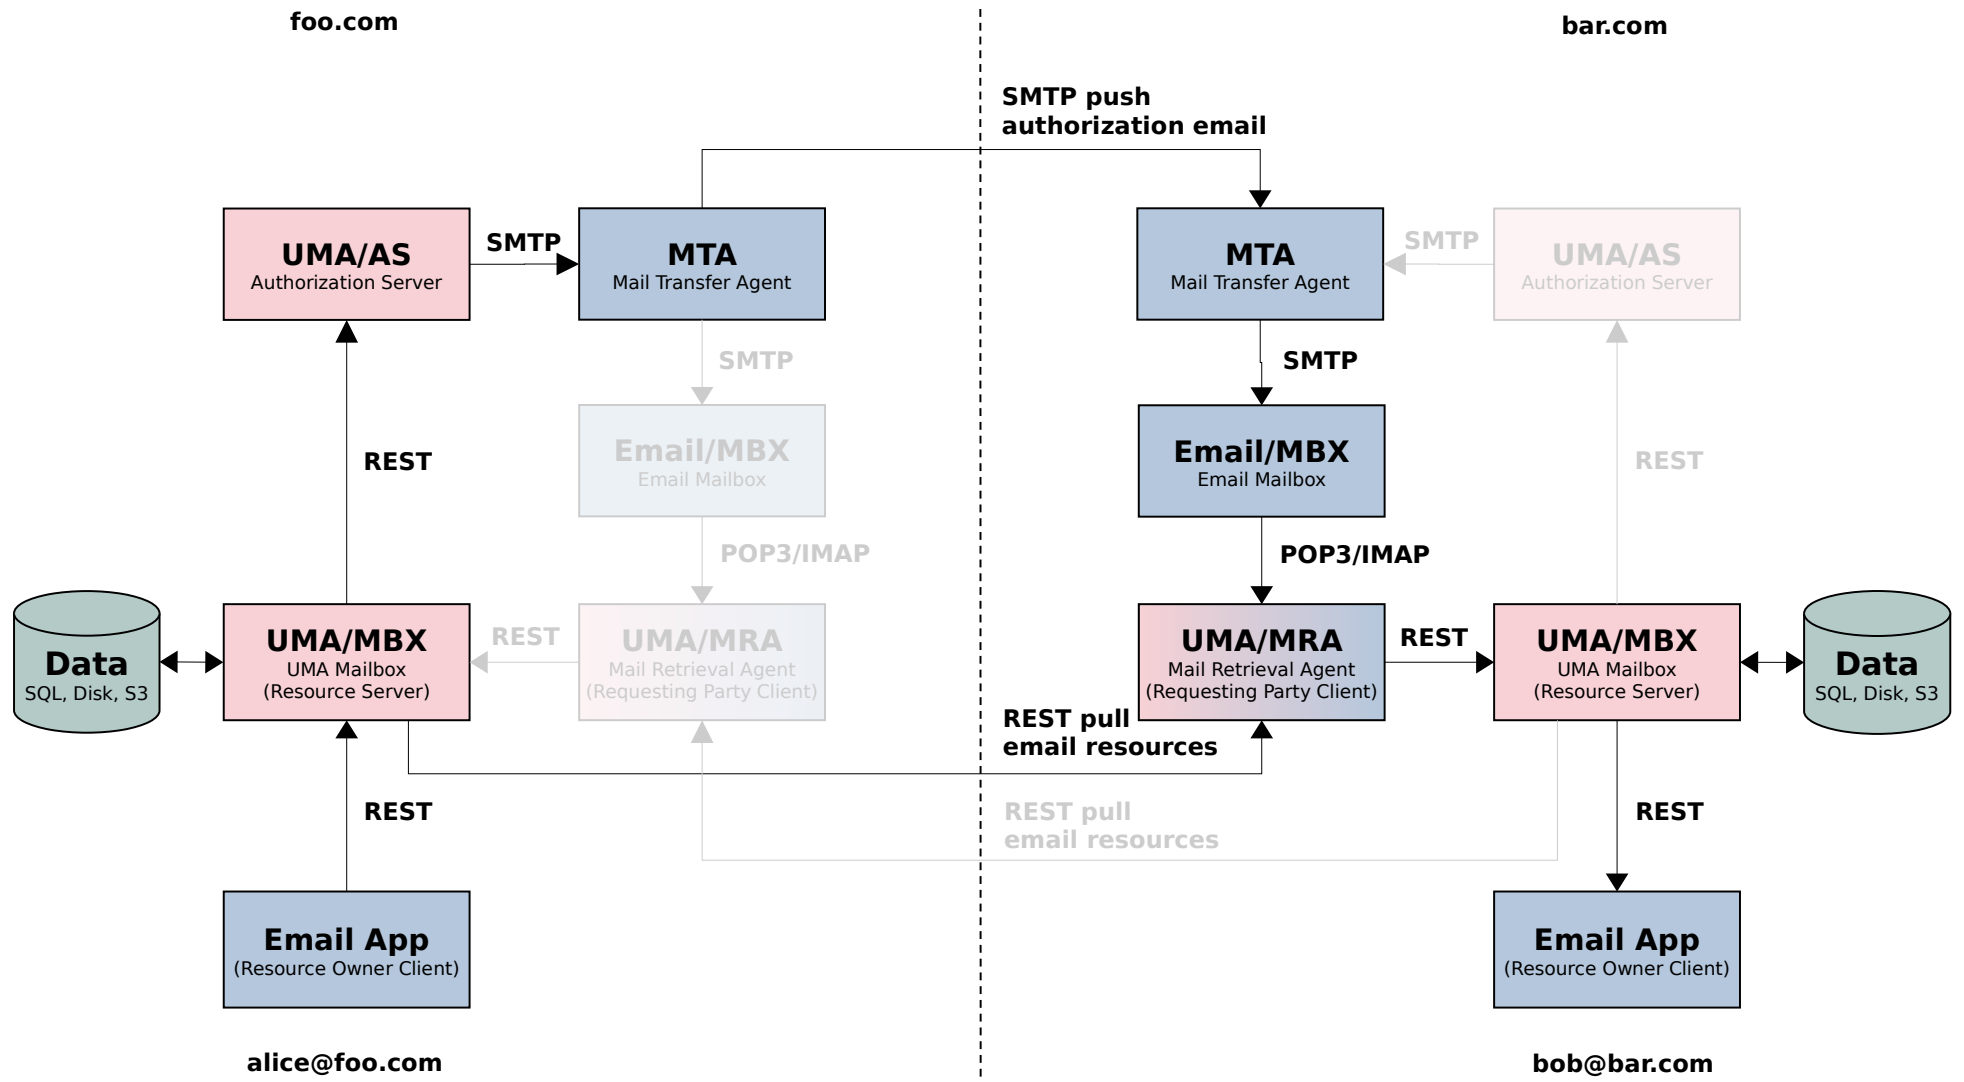 foo.com
bar.com
SMTP push
authorization email
UMA/AS
Authorization Server
SMTP
MTA
Mail Transfer Agent
MTA
Mail Transfer Agent
SMTP
UMA/AS
Authorization Server
SMTP
SMTP
REST
Email/MBX
Email Mailbox
Email/MBX
Email Mailbox
REST
POP3/IMAP
POP3/IMAP
Data
SQL, Disk, S3
UMA/MBX
UMA Mailbox
(Resource Server)
REST
UMA/MRA
Mail Retrieval Agent
(Requesting Party Client)
UMA/MRA
Mail Retrieval Agent
(Requesting Party Client)
REST
UMA/MBX
UMA Mailbox
(Resource Server)
Data
SQL, Disk, S3
REST pull
email resources
REST
REST pull
email resources
REST
Email App
(Resource Owner Client)
Email App
(Resource Owner Client)
alice@foo.com
bob@bar.com